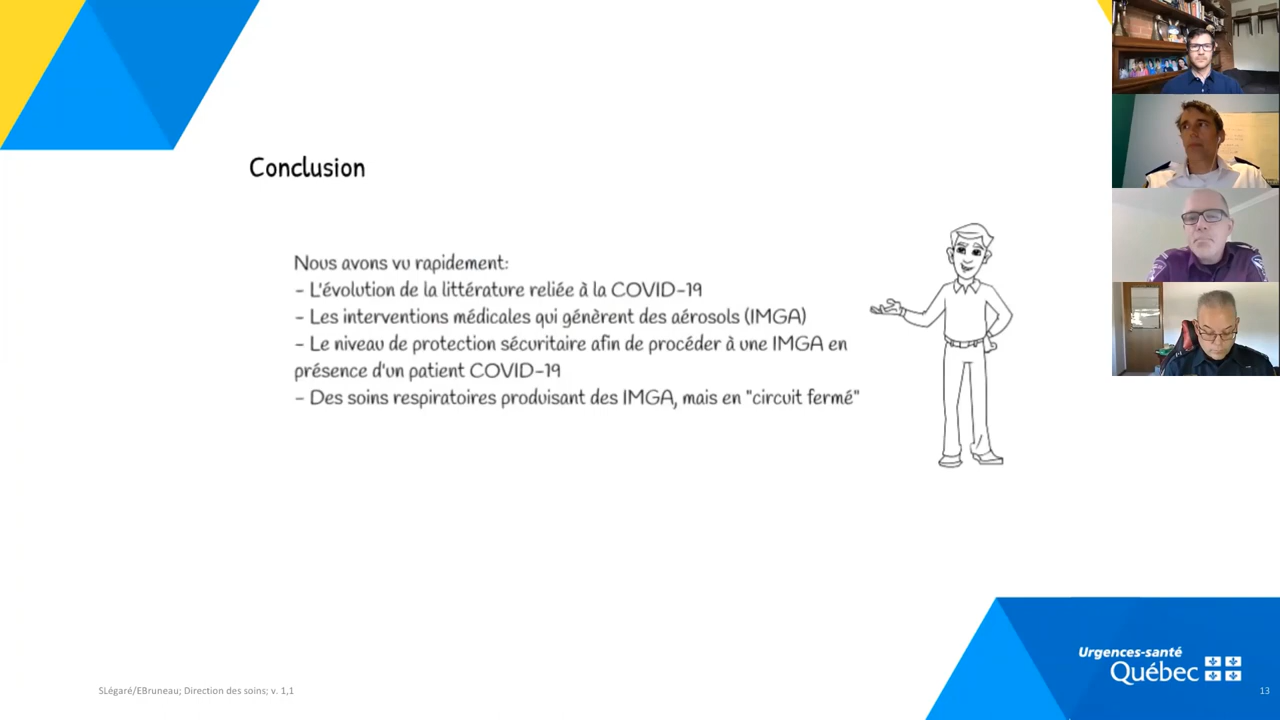 Conclusion
Nous avons vu rapidement:
- L'évolution de la littérature reliée à la COVID-19
- Les interventions médicales qui génèrent des aérosols (IMGA)
- Le niveau de protection sécuritaire afin de procéder à une IMGA en
présence d'un patient COVID-19
- Des soins respiratoires produisant des IMGA, mais en "circuit fermé"
Urgences-santé
Québec
SLégaré/EBruneau; Direction des soins; v. 1,1
13